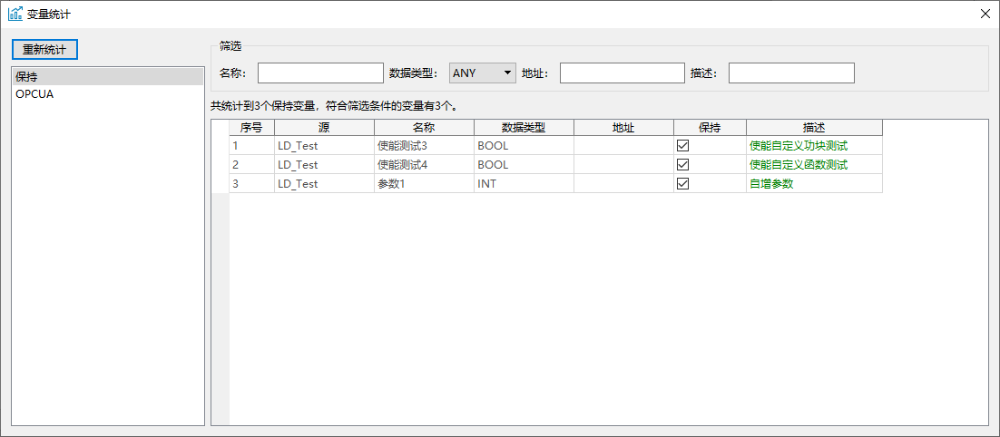 变量统计
重新统计
保持
OPCUA
筛选
名称： 数据类型： ANY 地址： 描述：
共统计到3个保持变量，符合筛选条件的变量有3个。
序号 源 名称 数据类型 地址 保持 描述
1 LD_Test 使能测试3 BOOL 使能自定义功块测试
2 LD_Test 使能测试4 BOOL 使能自定义函数测试
3 LD_Test 参数1 INT 自增参数